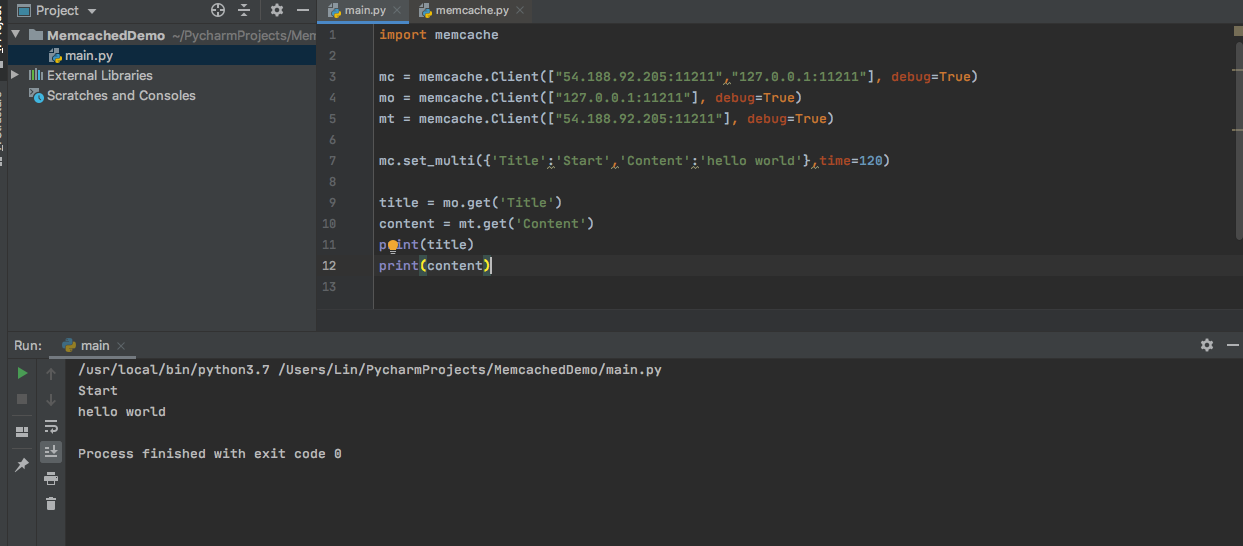 Project
main.py
memcache.py
MemcachedDemo ~/PycharmProjects/Mem
main.py
External Libraries
Scratches and Consoles
1 import memcache
2
3 mc = memcache.Client(["54.188.92.205:11211","127.0.0.1:11211"], debug=True)
4 mo = memcache.Client(["127.0.0.1:11211"], debug=True)
5 mt = memcache.Client(["54.188.92.205:11211"], debug=True)
6
7 mc.set_multi({'Title':'Start','Content':'hello world'},time=120)
8
9 title = mo.get('Title')
10 content = mt.get('Content')
11 print(title)
12 print(content)
13
Run: main
/usr/local/bin/python3.7 /Users/Lin/PycharmProjects/MemcachedDemo/main.py
Start
hello world
Process finished with exit code 0